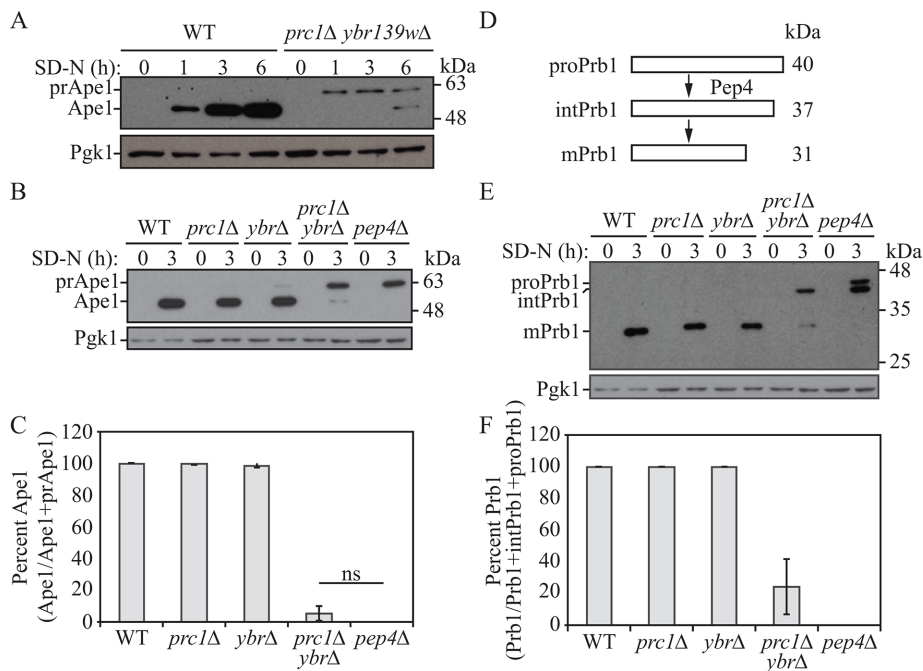 A
WT
prc1Δ ybr139wΔ
SD-N (h): 0 1 3 6 0 1 3 6 kDa
prApe1
Ape1
63
48
Pgk1
B
WT prc1Δ ybrΔ prc1Δ ybrΔ pep4Δ
SD-N (h): 0 3 0 3 0 3 0 3 0 3 kDa
prApe1
Ape1
63
48
Pgk1
C
Percent Ape1
(Ape1/Ape1+prApe1)
120
100
80
60
40
20
0
ns
WT prc1Δ ybrΔ prc1Δ ybrΔ pep4Δ
D
kDa
proPrb1 40
Pep4
intPrb1 37
mPrb1 31
E
WT prc1Δ ybrΔ prc1Δ ybrΔ pep4Δ
SD-N (h): 0 3 0 3 0 3 0 3 0 3 kDa
proPrb1
intPrb1
mPrb1
48
35
25
Pgk1
F
Percent Prb1
(Prb1/Prb1+intPrb1+proPrb1)
120
100
80
60
40
20
0
WT prc1Δ ybrΔ prc1Δ ybrΔ pep4Δ